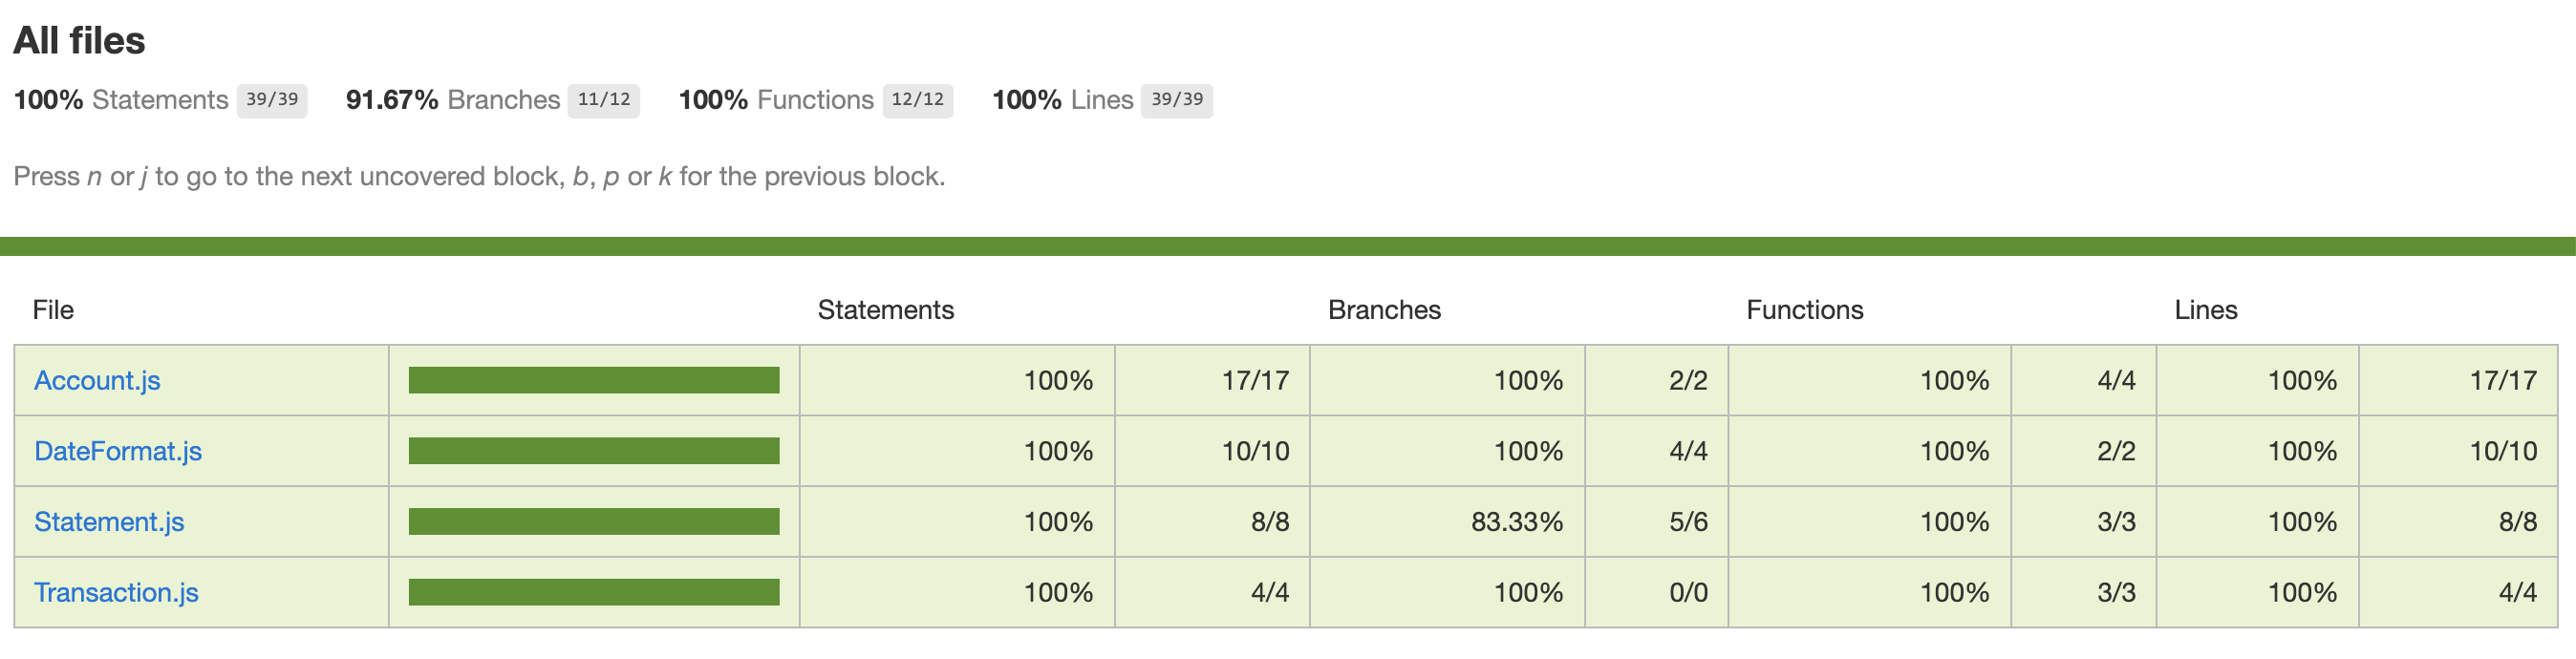 All files
100% Statements 39/39 91.67% Branches 11/12 100% Functions 12/12 100% Lines 39/39
Press n or j to go to the next uncovered block, b, p or k for the previous block.
File Statements Branches Functions Lines
Account.js 100% 17/17 100% 2/2 100% 4/4 100% 17/17
DateFormat.js 100% 10/10 100% 4/4 100% 2/2 100% 10/10
Statement.js 100% 8/8 83.33% 5/6 100% 3/3 100% 8/8
Transaction.js 100% 4/4 100% 0/0 100% 3/3 100% 4/4